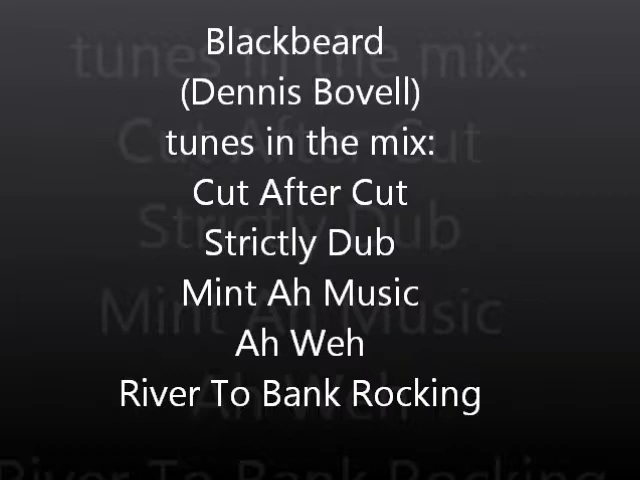 Blackbeard
(Dennis Bovell)
tunes in the mix:
Cut After Cut
Strictly Dub
Mint Ah Music
Ah Weh
River To Bank Rocking